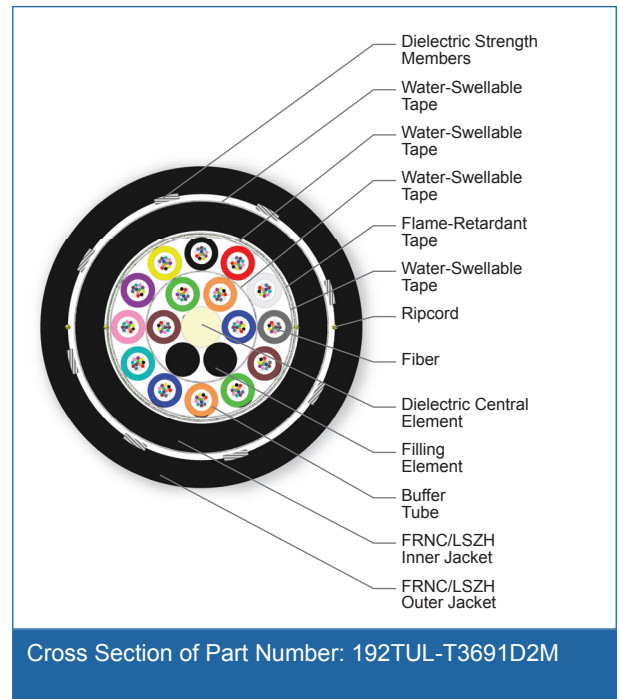 Dielectric Strength
Members
Water-Swellable
Tape
Water-Swellable
Tape
Water-Swellable
Tape
Flame-Retardant
Tape
Water-Swellable
Tape
Ripcord
Fiber
Dielectric Central
Element
Filling
Element
Buffer
Tube
FRNC/LSZH
Inner Jacket
FRNC/LSZH
Outer Jacket
Cross Section of Part Number: 192TUL-T3691D2M